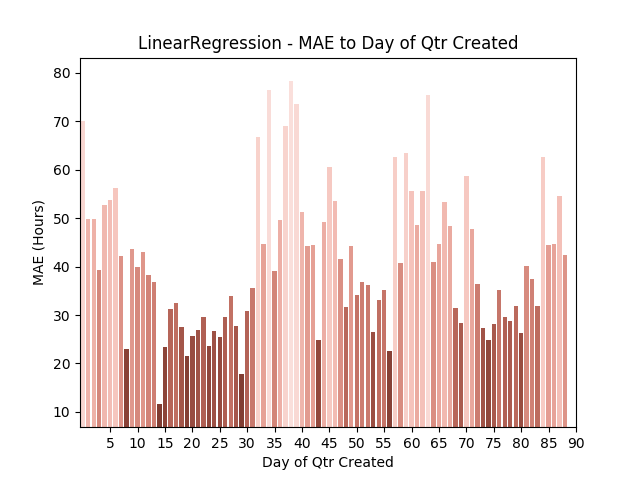 LinearRegression - MAE to Day of Qtr Created
MAE (Hours)
80
70
60
50
40
30
20
10
5 10 15 20 25 30 35 40 45 50 55 60 65 70 75 80 85 90
Day of Qtr Created